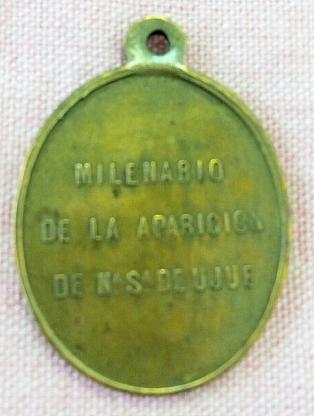 MILENARIO
DE LA APARICION
DE Nª Sª DE UJUE